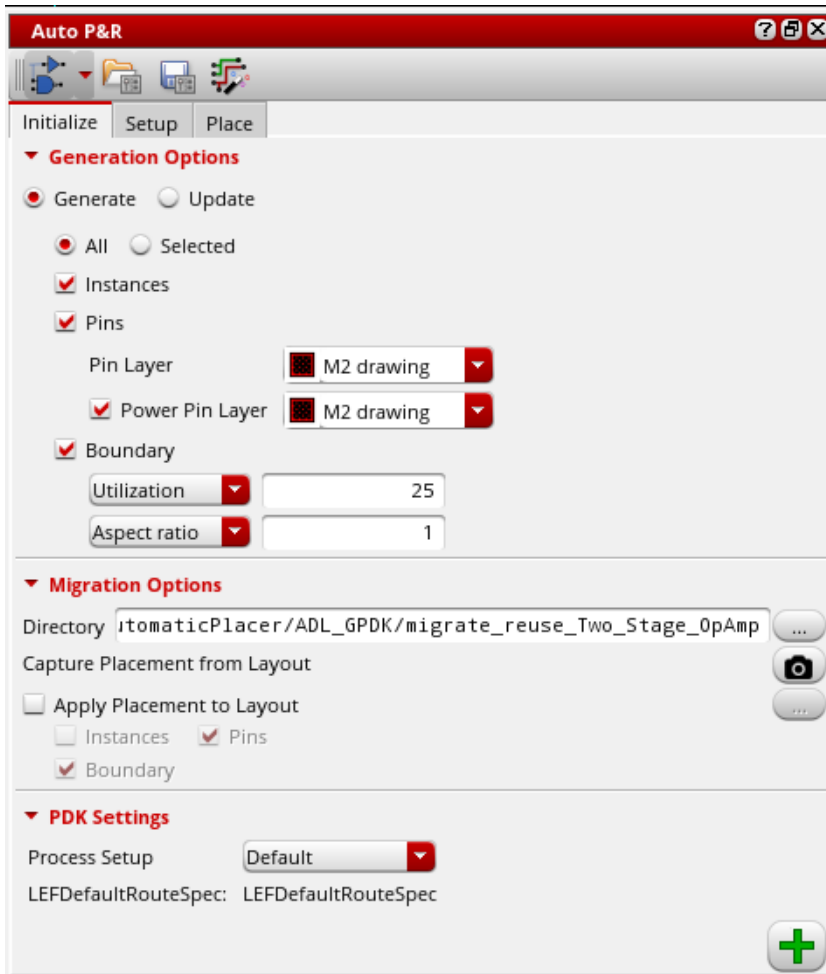 Auto P&R
Initialize Setup Place
Generation Options
Generate Update
All Selected
Instances
Pins
Pin Layer M2 drawing
Power Pin Layer M2 drawing
Boundary
Utilization 25
Aspect ratio 1
Migration Options
Directory utomaticPlacer/ADL_GPDK/migrate_reuse_Two_Stage_OpAmp ...
Capture Placement from Layout
Apply Placement to Layout ...
Instances Pins
Boundary
PDK Settings
Process Setup Default
LEFDefaultRouteSpec: LEFDefaultRouteSpec